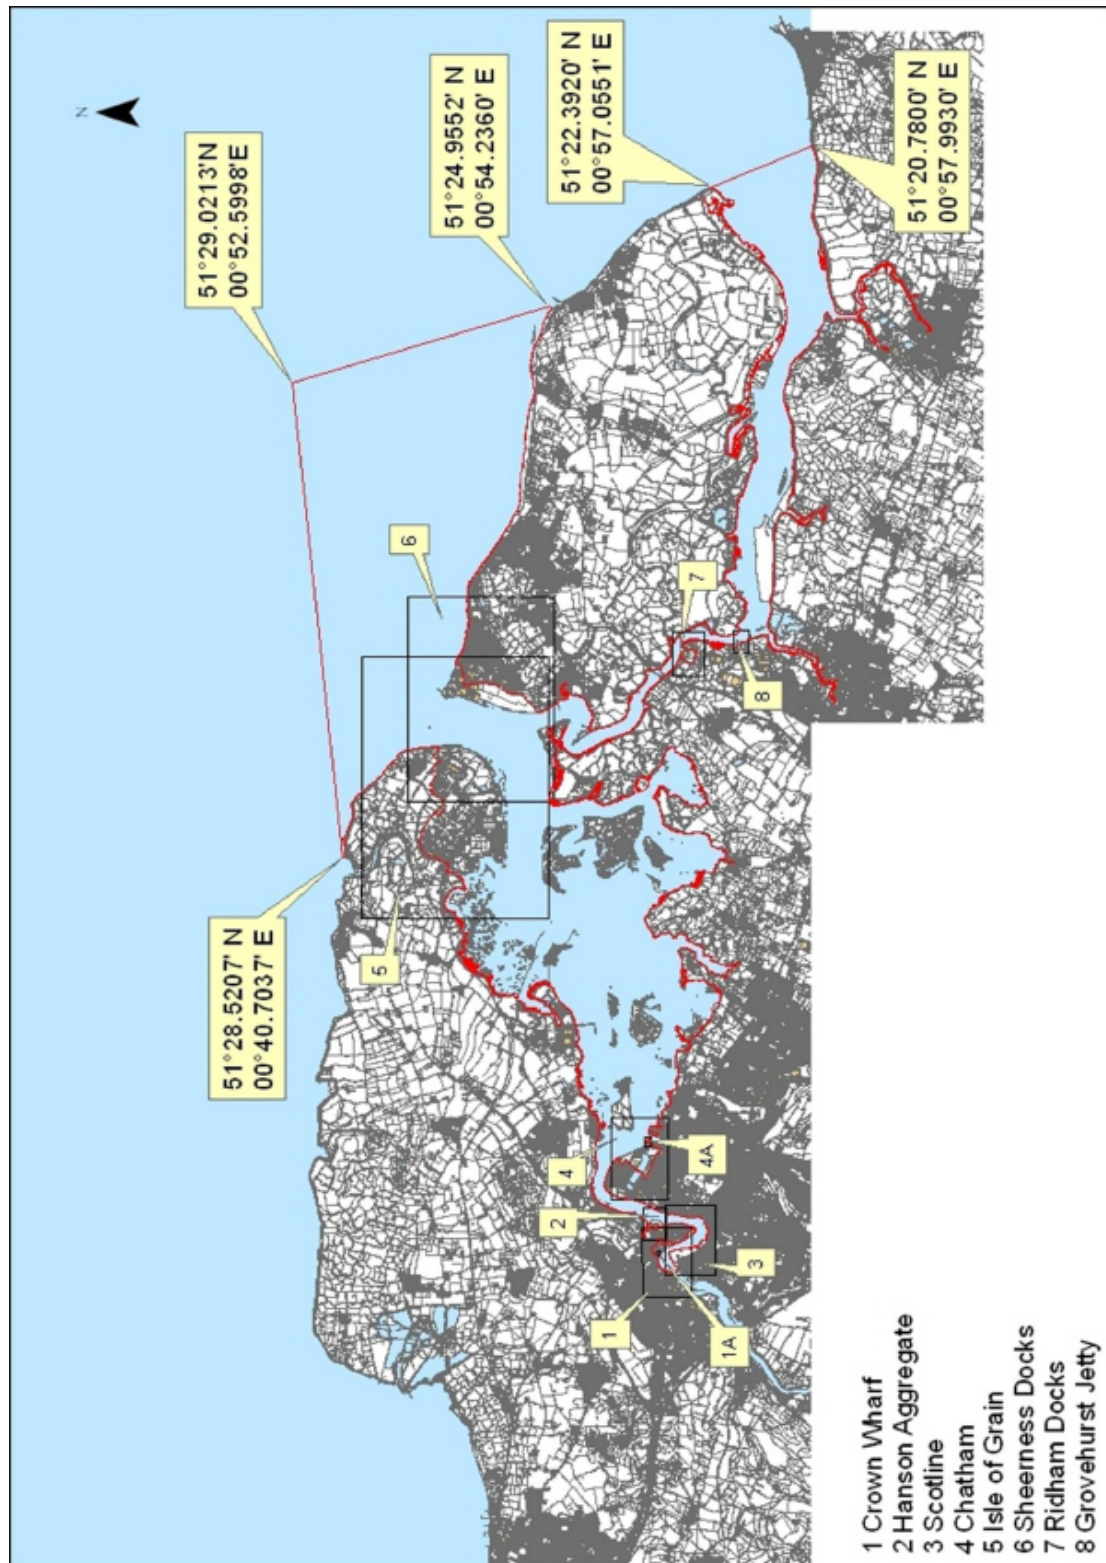 N
51°29.0213'N
00°52.5998'E
51°24.9552' N
00°54.2360' E
51°22.3920' N
00°57.0551' E
51°20.7800' N
00°57.9930' E
51°28.5207' N
00°40.7037' E
6
5
7
8
4
4A
2
3
1
1A
1 Crown Wharf
2 Hanson Aggregate
3 Scotline
4 Chatham
5 Isle of Grain
6 Sheerness Docks
7 Ridham Docks
8 Grovehurst Jetty